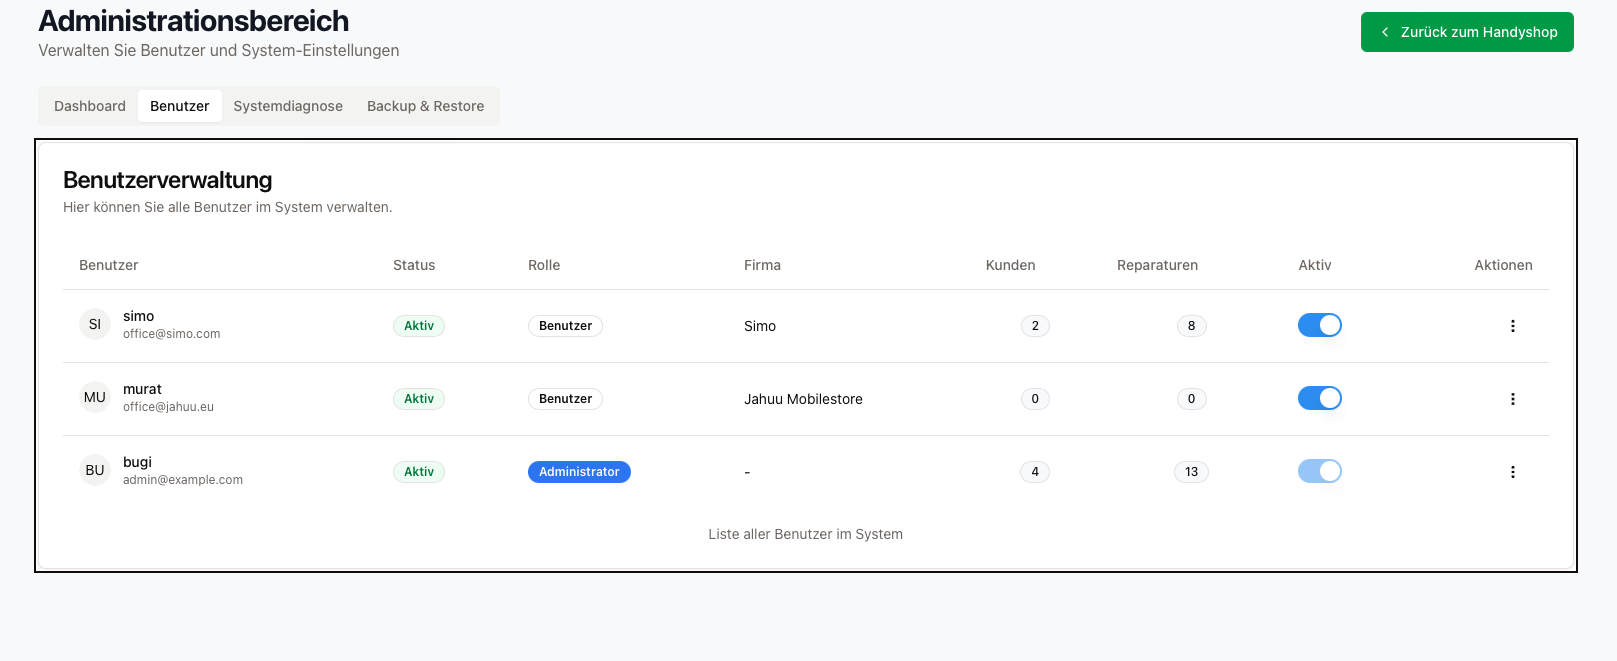 Administrationsbereich
Verwalten Sie Benutzer und System-Einstellungen
Zurück zum Handyshop
Dashboard Benutzer Systemdiagnose Backup & Restore
Benutzerverwaltung
Hier können Sie alle Benutzer im System verwalten.
Benutzer Status Rolle Firma Kunden Reparaturen Aktiv Aktionen
SI simo Aktiv Benutzer Simo 2 8
office@simo.com
MU murat Aktiv Benutzer Jahuu Mobilestore 0 0
office@jahuu.eu
BU bugi Aktiv Administrator - 4 13
admin@example.com
Liste aller Benutzer im System